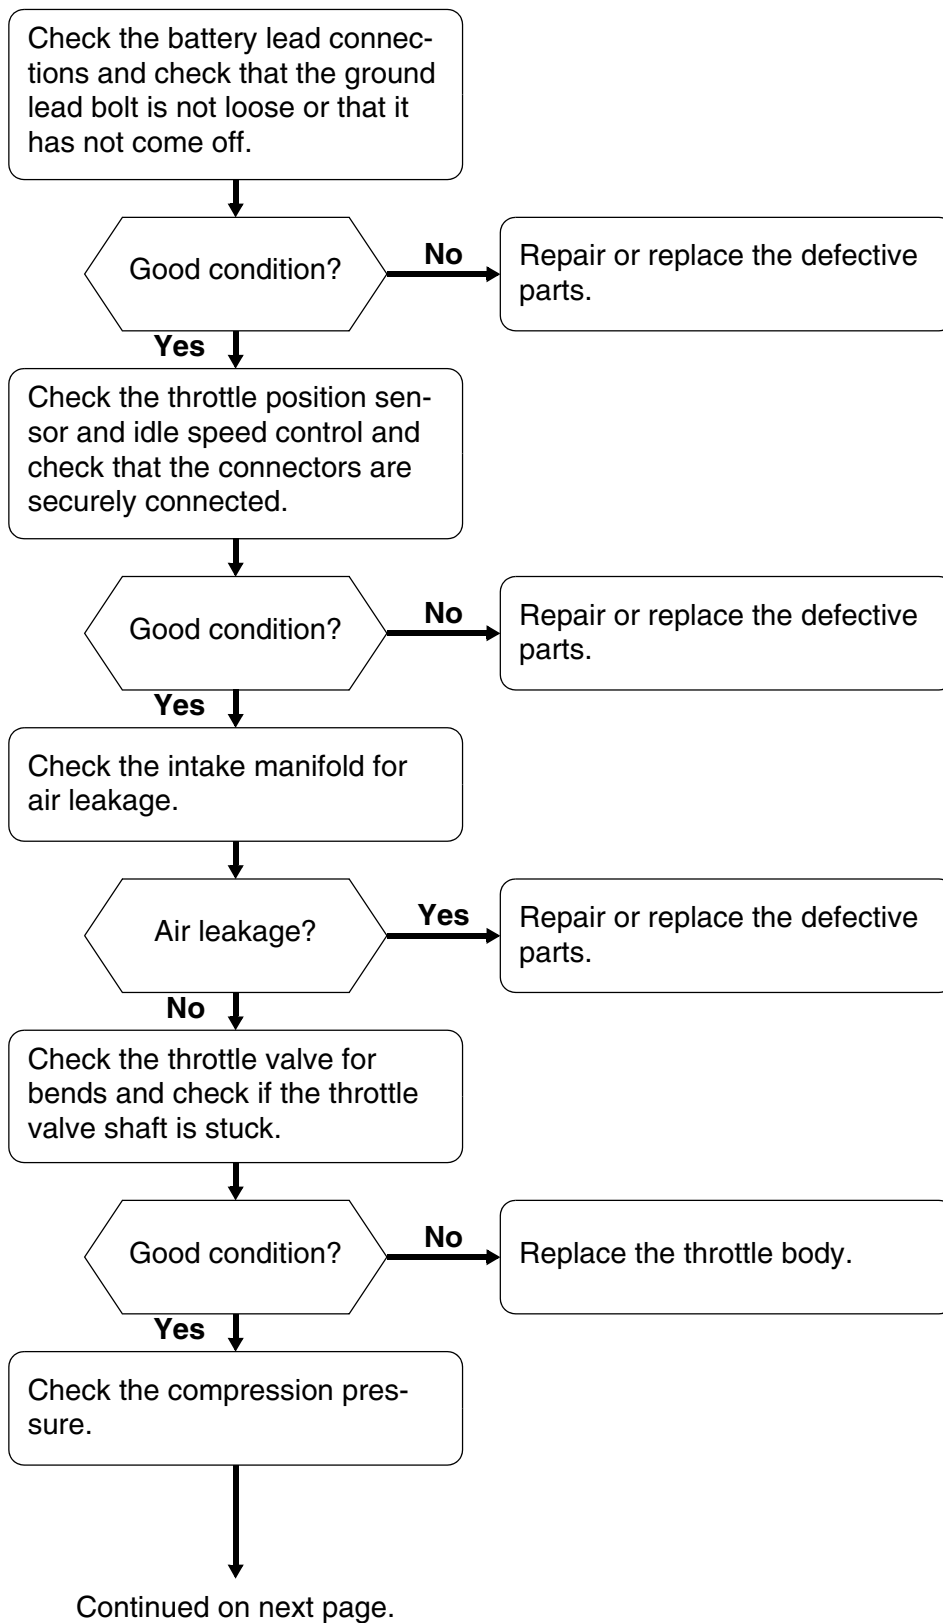 Check the battery lead connec-
tions and check that the ground
lead bolt is not loose or that it
has not come off.
Good condition?
No
Repair or replace the defective
parts.
Yes
Check the throttle position sen-
sor and idle speed control and
check that the connectors are
securely connected.
Good condition?
No
Repair or replace the defective
parts.
Yes
Check the intake manifold for
air leakage.
Air leakage?
Yes
Repair or replace the defective
parts.
No
Check the throttle valve for
bends and check if the throttle
valve shaft is stuck.
Good condition?
No
Replace the throttle body.
Yes
Check the compression pres-
sure.
Continued on next page.